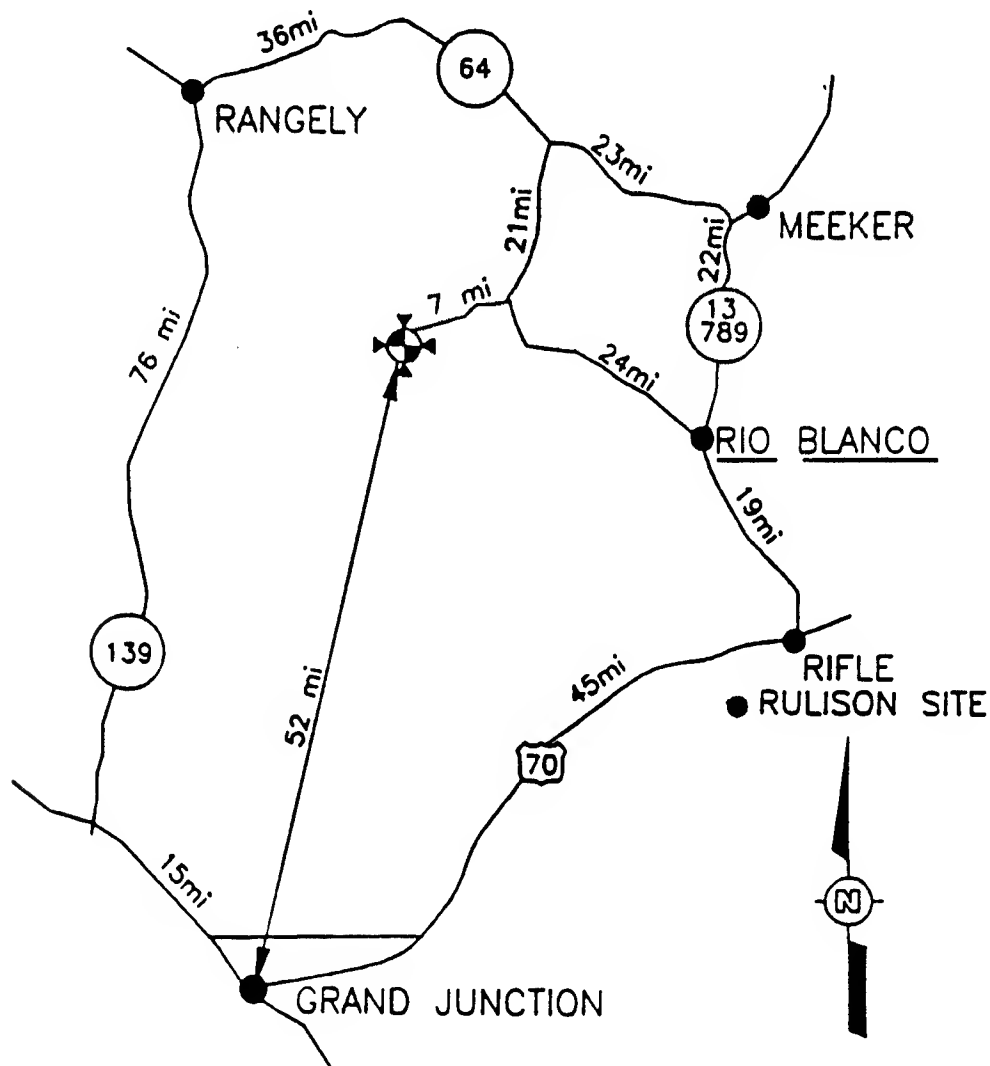 36mi
64
RANGELY
23mi
MEEKER
21mi
22mi
7 mi
13
789
76 mi
24mi
RIO BLANCO
19mi
139
RIFLE
45mi
RULISON SITE
52 mi
70
15mi
N
GRAND JUNCTION